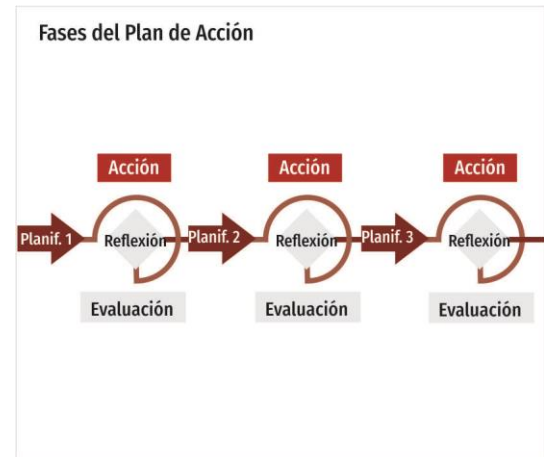 Fases del Plan de Acción
Acción
Acción
Acción
Planif. 1
Reflexión
Planif. 2
Reflexión
Planif. 3
Reflexión
Evaluación
Evaluación
Evaluación